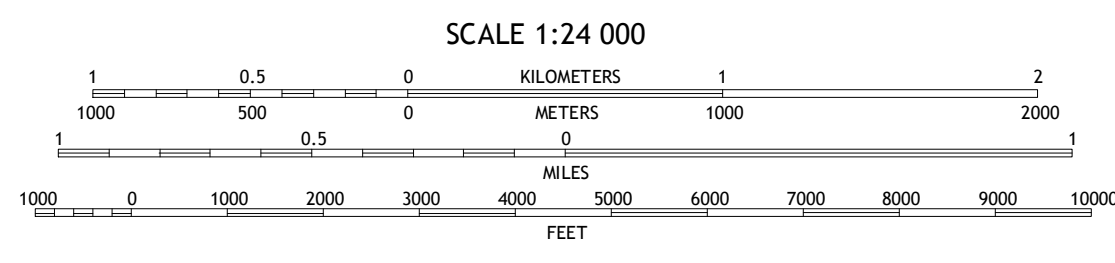 SCALE 1:24 000
1 0.5 0 KILOMETERS 1 2
1000 500 0 METERS 1000 2000
1 0.5 0 1
MILES
1000 0 1000 2000 3000 4000 5000 6000 7000 8000 9000 10000
FEET